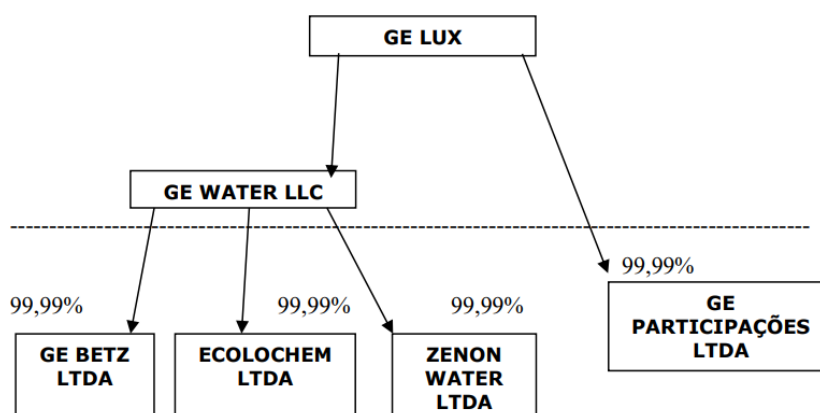 GE LUX
GE WATER LLC
99,99%
99,99%
99,99%
99,99%
GE
PARTICIPAÇÕES
LTDA
GE BETZ
LTDA
ECOLOCHEM
LTDA
ZENON
WATER
LTDA